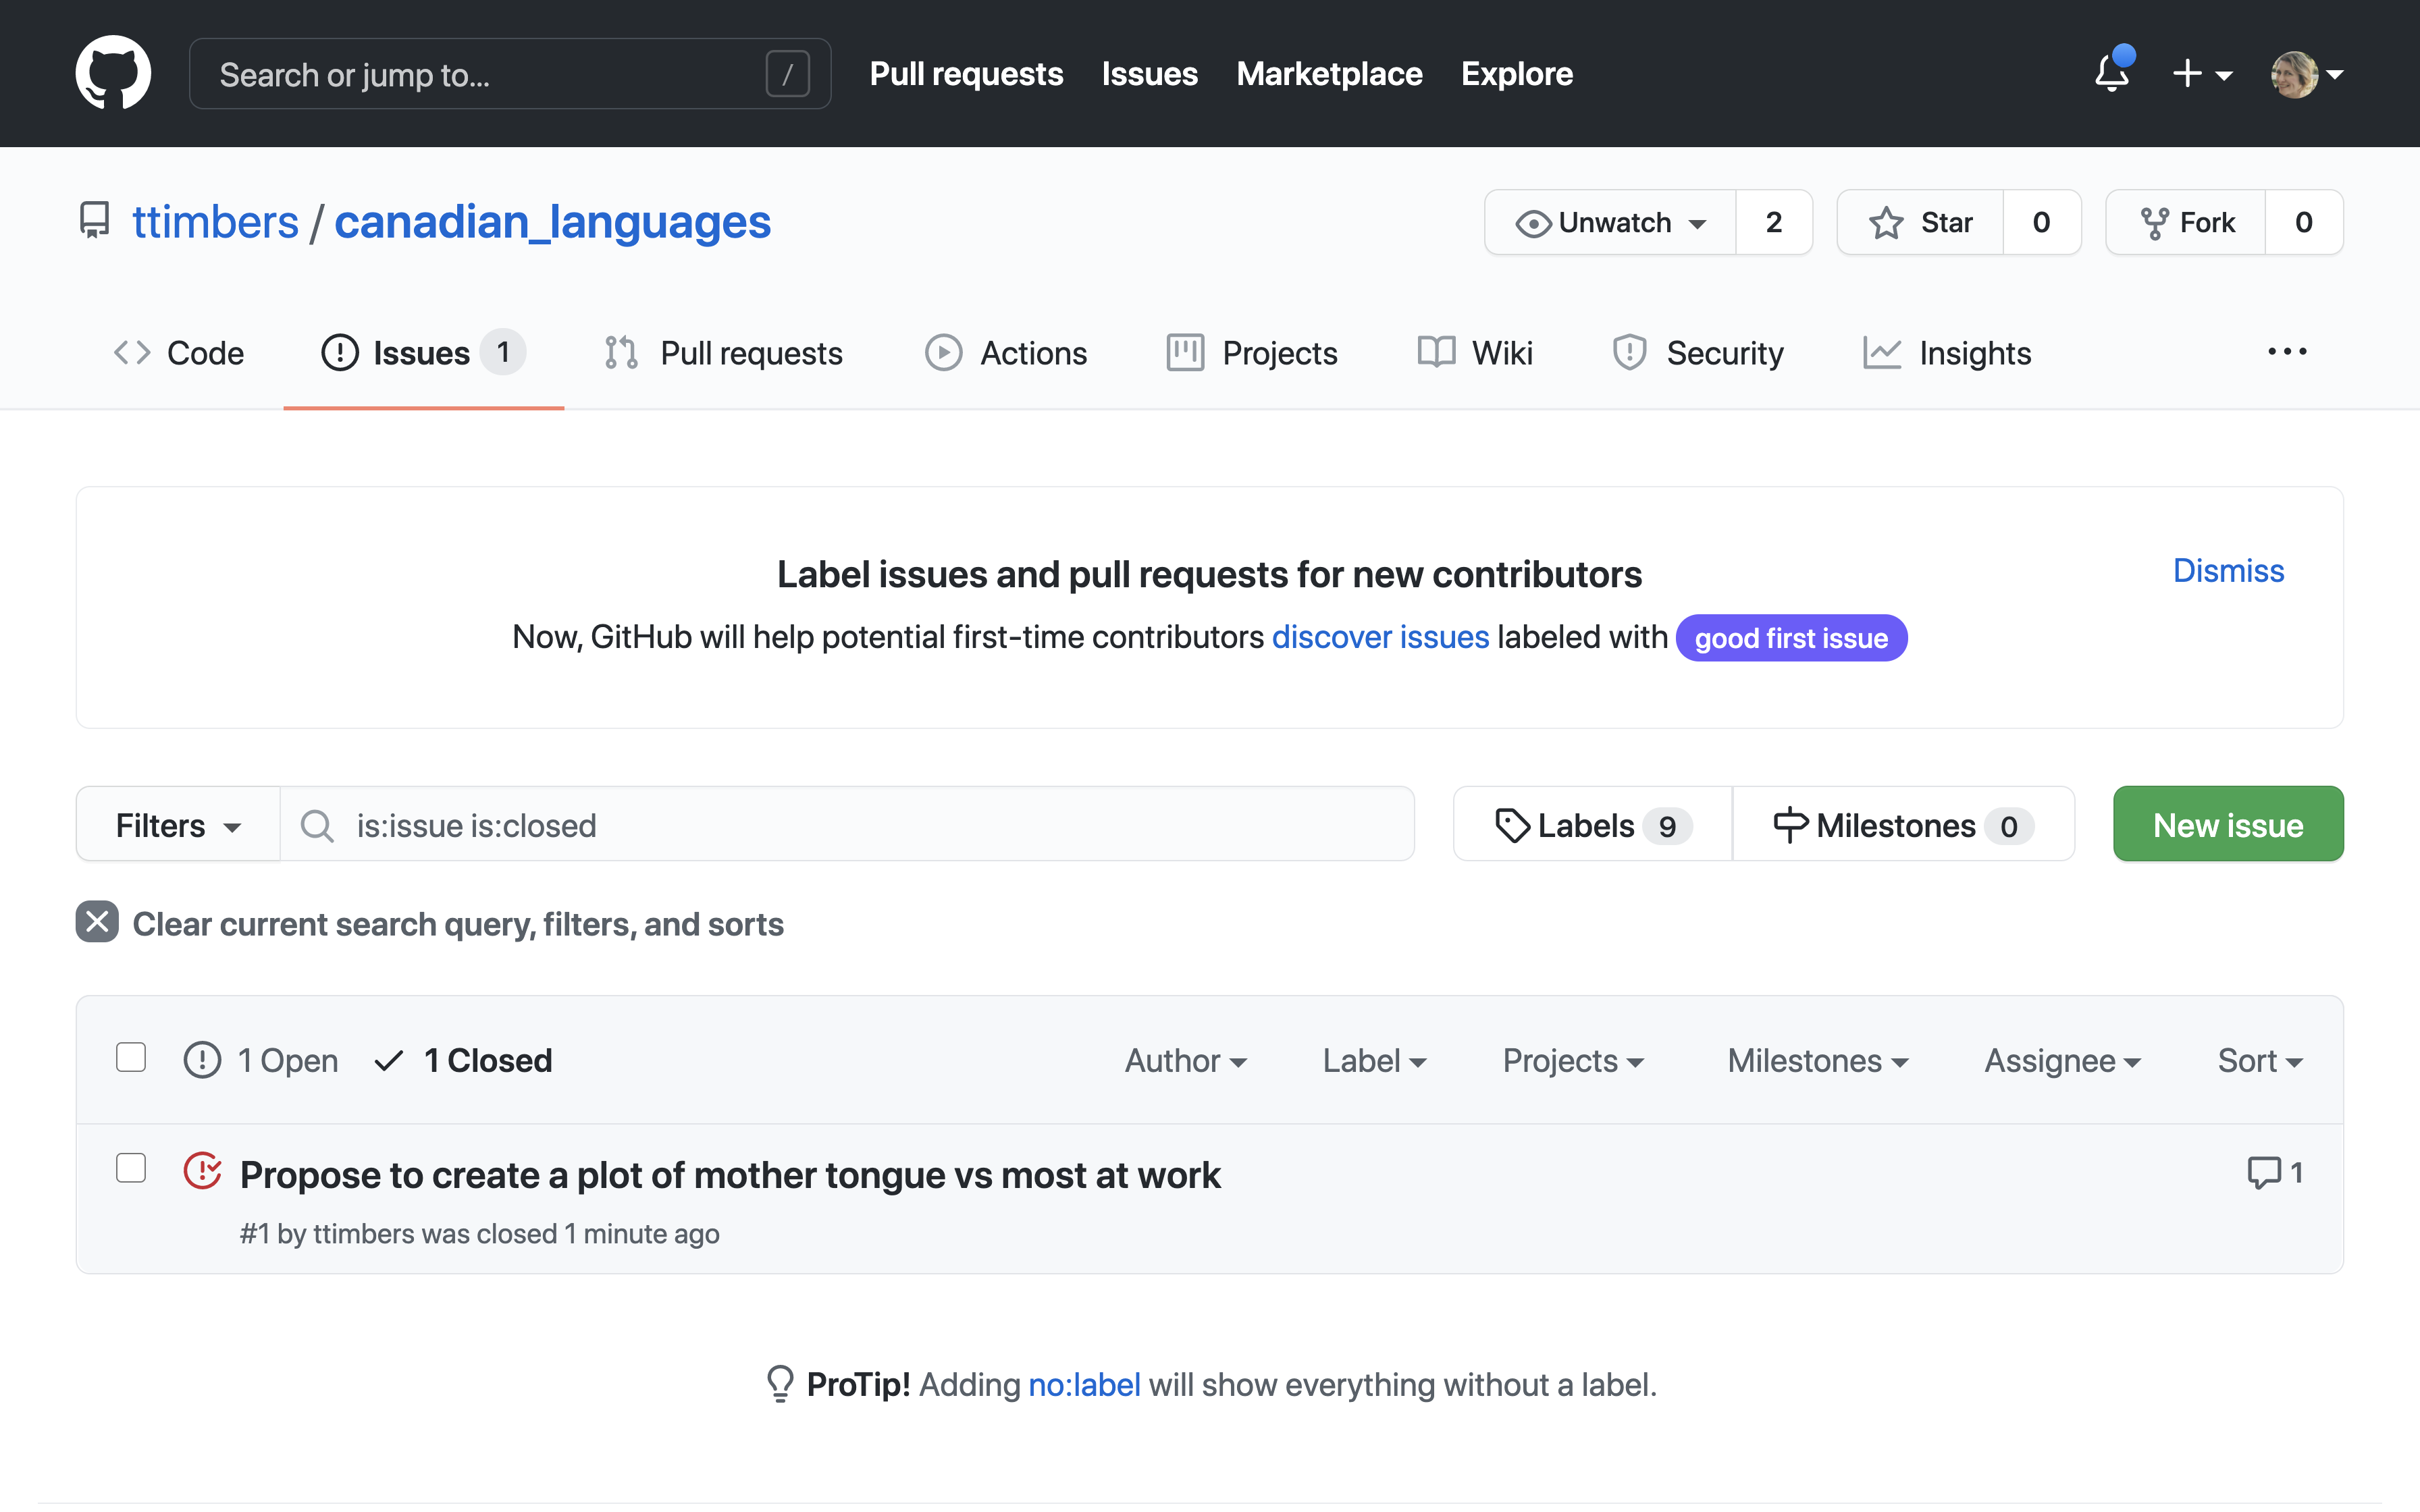 Search or jump to... / Pull requests Issues Marketplace Explore
ttimbers / canadian_languages Unwatch 2 Star 0 Fork 0
Code Issues 1 Pull requests Actions Projects Wiki Security Insights ...
Label issues and pull requests for new contributors
Dismiss
Now, GitHub will help potential first-time contributors discover issues labeled with good first issue
Filters is:issue is:closed Labels 9 Milestones 0 New issue
Clear current search query, filters, and sorts
1 Open 1 Closed Author Label Projects Milestones Assignee Sort
Propose to create a plot of mother tongue vs most at work 1
#1 by ttimbers was closed 1 minute ago
ProTip! Adding no:label will show everything without a label.